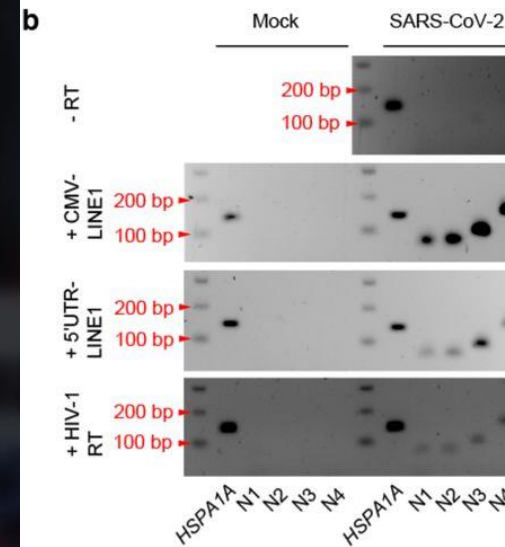 b
Mock SARS-CoV-2
- RT
200 bp
100 bp
+ CMV-
LINE1
200 bp
100 bp
+ 5'UTR-
LINE1
200 bp
100 bp
+ HIV-1
RT
200 bp
100 bp
HSPA1A N1 N2 N3 N4 HSPA1A N1 N2 N3 N4